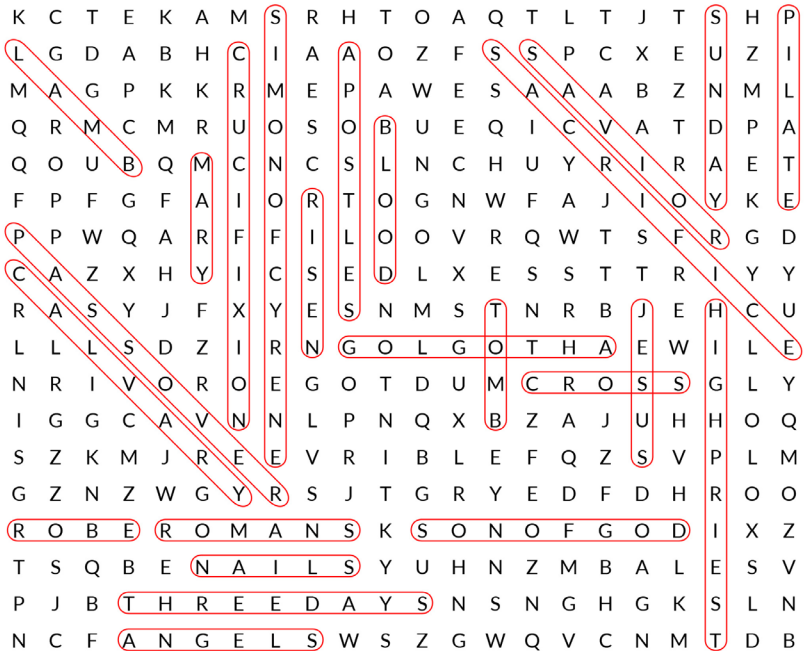 K C T E K A M S R H T O A Q T L T J T S H P
L G D A B H C I A A O Z F S S P C X E U Z I
M A G P K K R M E P A W E S A A A B Z N M L
Q R M C M R U O S O B U E Q I C V A T D P A
Q O U B Q M C N C S L N C H U Y R I R A E T
F P F G F A I O R T O G N W F A J I O Y K E
P P W Q A R F F I L O O V R Q W T S F R G D
C A Z X H Y I C S E D L X E S S T T R I Y Y
R A S Y J F X Y E S N M S T N R B J E H C U
L L L S D Z I R N G O L G O T H A E W I L E
N R I V O R O E G O T D U M C R O S S G L Y
I G G C A V N N L P N Q X B Z A J U H H O Q
S Z K M J R E E V R I B L E F Q Z S V P L M
G Z N Z W G Y R S J T G R Y E D F D H R O O
R O B E R O M A N S K S O N O F G O D I X Z
T S Q B E N A I L S Y U H N Z M B A L E S V
P J B T H R E E D A Y S N S N G H G K S L N
N C F A N G E L S W S Z G W Q V C N M T D B